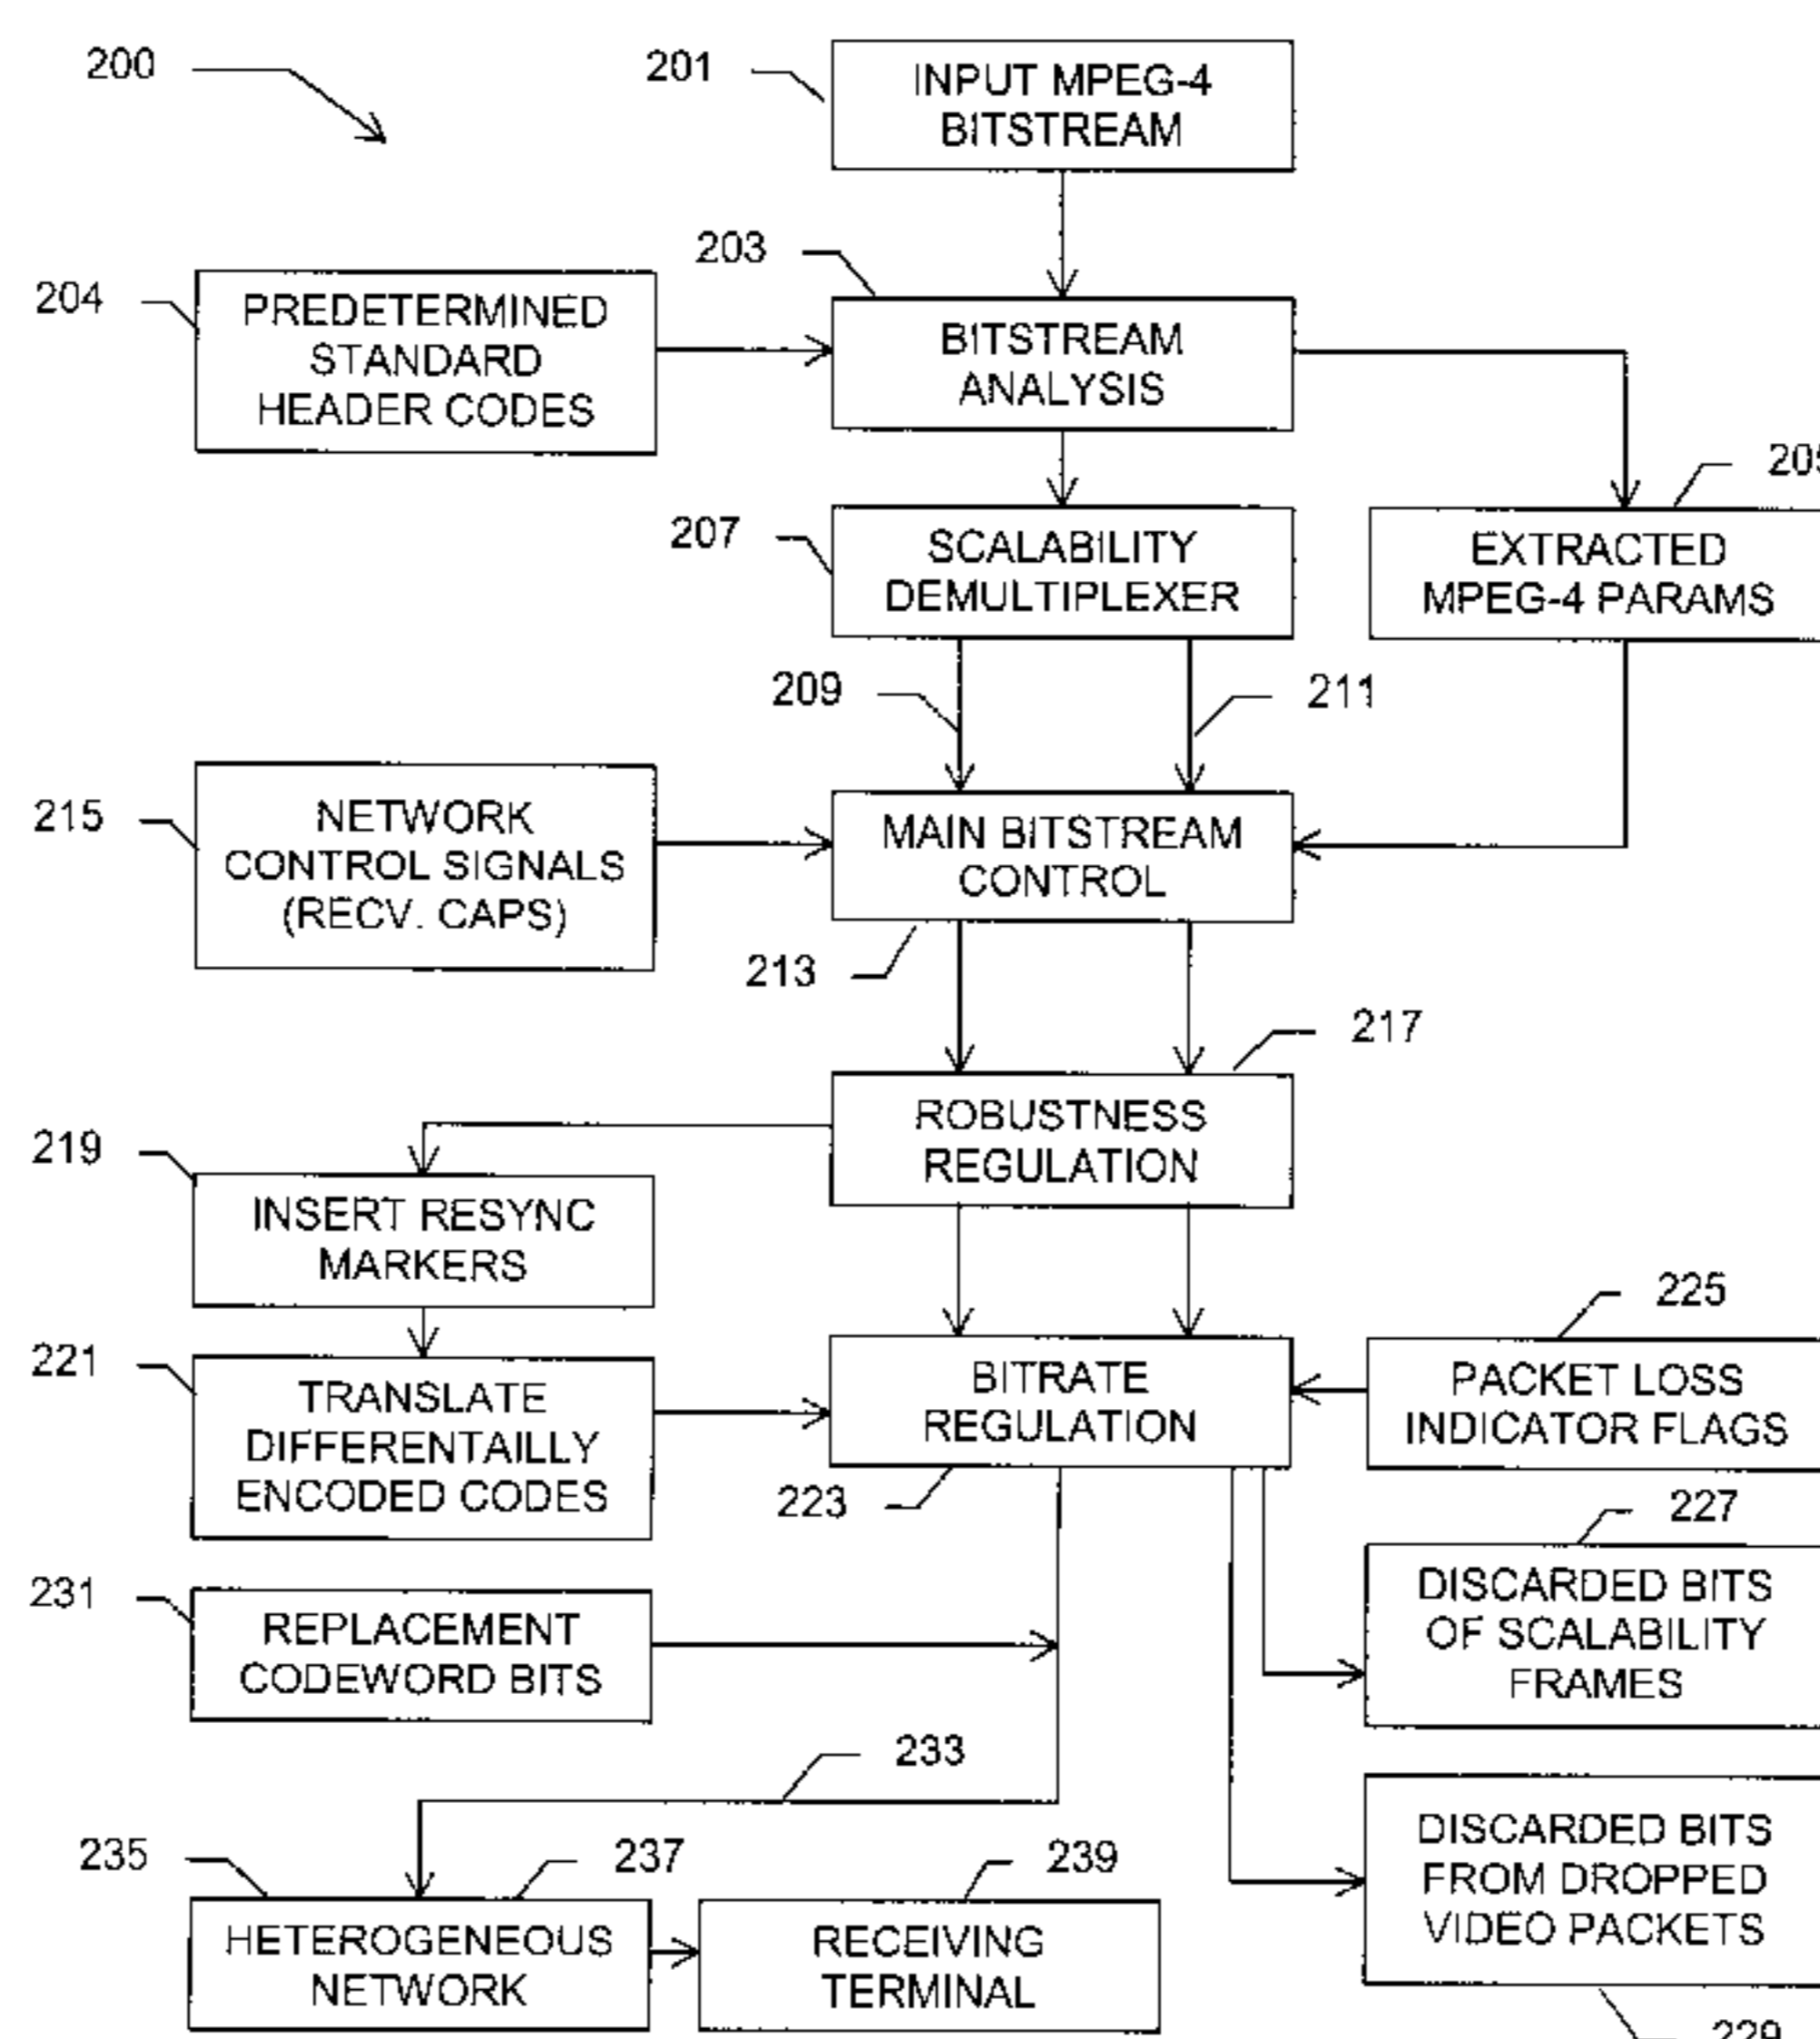 200
201
INPUT MPEG-4
BITSTREAM
203
204
PREDETERMINED
STANDARD
HEADER CODES
BITSTREAM
ANALYSIS
205
207
SCALABILITY
DEMULTIPLEXER
EXTRACTED
MPEG-4 PARAMS
209
211
215
NETWORK
CONTROL SIGNALS
(RECV. CAPS)
MAIN BITSTREAM
CONTROL
213
217
ROBUSTNESS
REGULATION
219
INSERT RESYNC
MARKERS
225
221
TRANSLATE
DIFFERENTAILLY
ENCODED CODES
BITRATE
REGULATION
PACKET LOSS
INDICATOR FLAGS
223
227
DISCARDED BITS
OF SCALABILITY
FRAMES
231
REPLACEMENT
CODEWORD BITS
233
DISCARDED BITS
FROM DROPPED
VIDEO PACKETS
235
237
239
HETEROGENEOUS
NETWORK
RECEIVING
TERMINAL
229